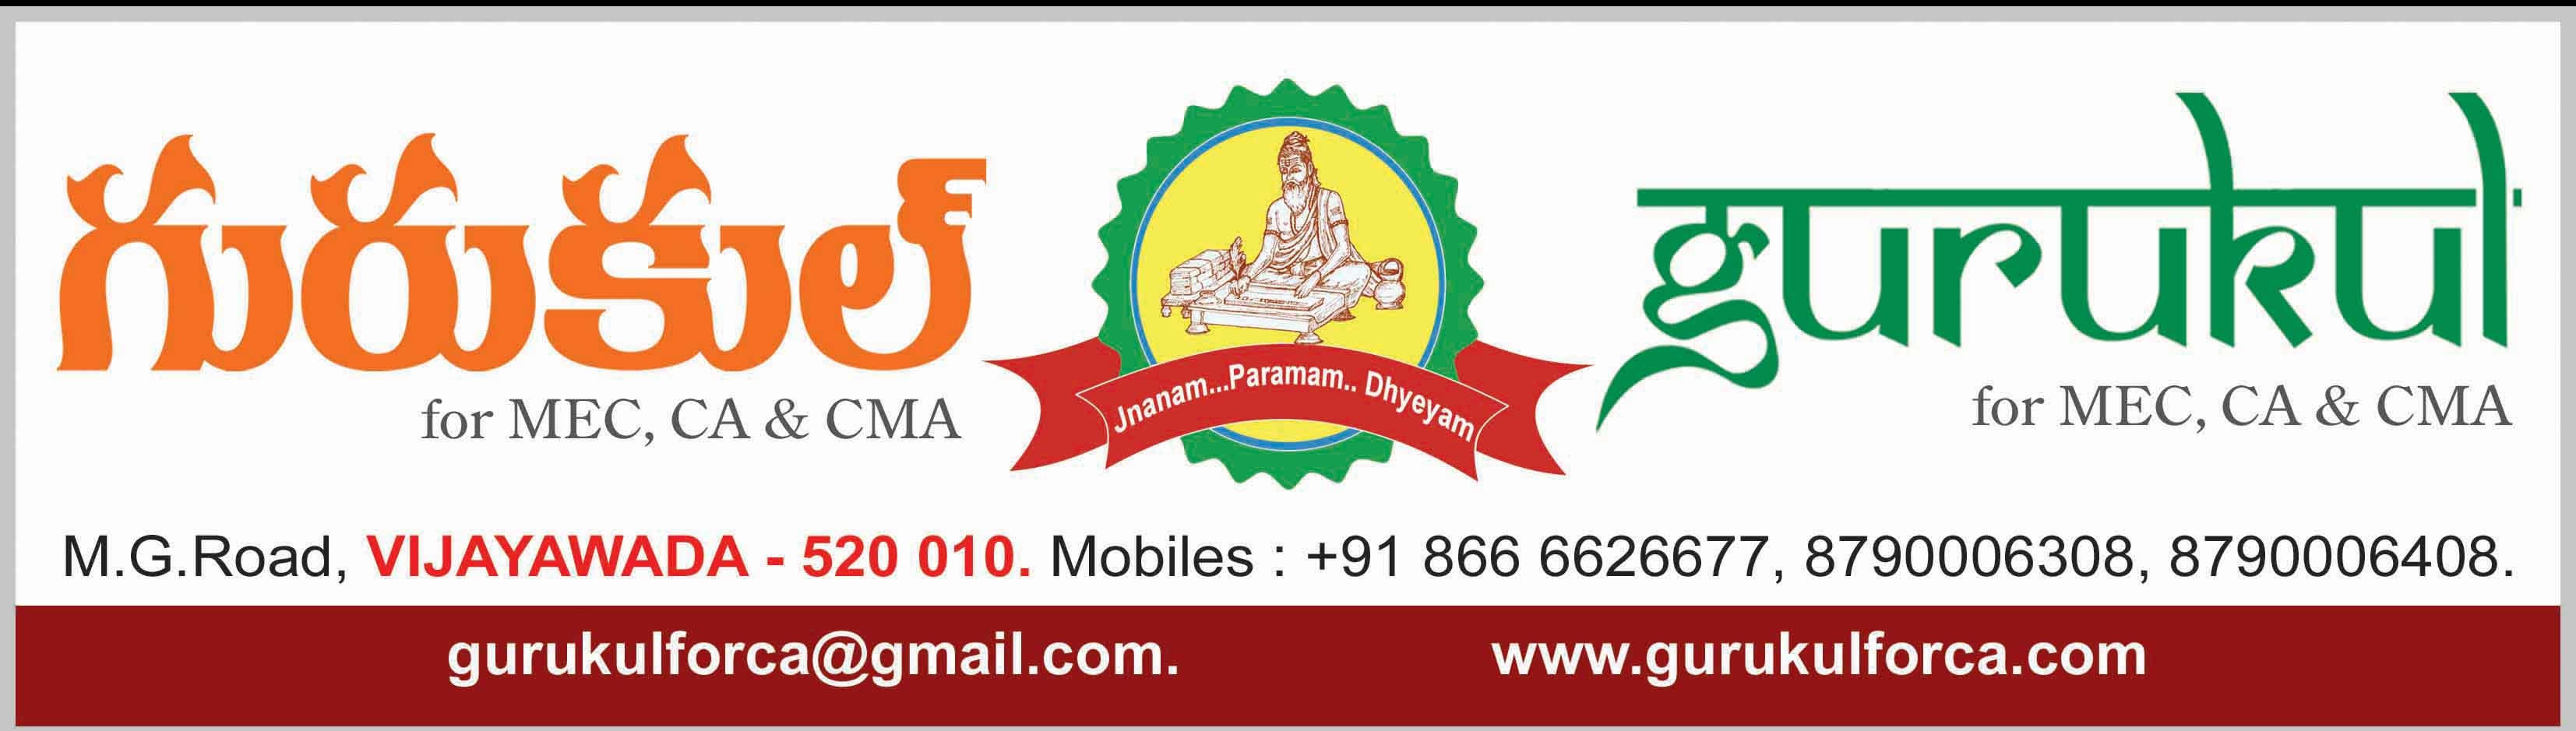 గురుకుల్
for MEC, CA & CMA
Jnanam...Paramam.. Dhyeyam
gurukul
for MEC, CA & CMA
M.G.Road, VIJAYAWADA - 520 010. Mobiles : +91 866 6626677, 8790006308, 8790006408.
gurukulforca@gmail.com. www.gurukulforca.com